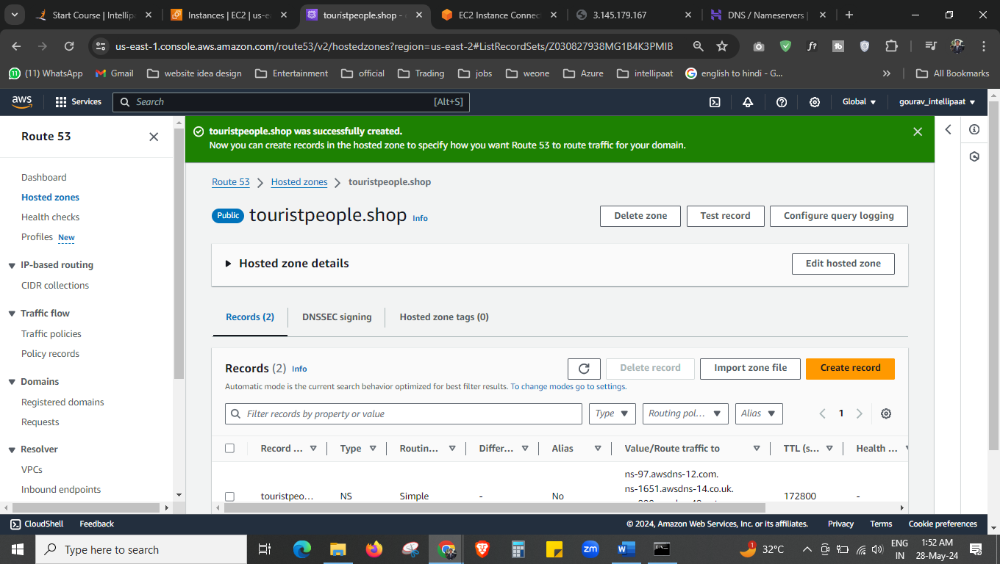 Start Course | Intellipa
Instances | EC2 | us-ea
touristpeople.shop - 
EC2 Instance Connect
3.145.179.167
DNS / Nameservers |
us-east-1.console.aws.amazon.com/route53/v2/hostedzones?region=us-east-2#ListRecordSets/Z030827938MG1B4K3PMIB
(11) WhatsApp
Gmail
website idea design
Entertainment
official
Trading
jobs
weone
Azure
intellipaat
english to hindi - G...
All Bookmarks
aws
Services
Search
[Alt+S]
Global
gourav_intellipaat
Route 53
Dashboard
Hosted zones
Health checks
Profiles New
IP-based routing
CIDR collections
Traffic flow
Traffic policies
Policy records
Domains
Registered domains
Requests
Resolver
VPCs
Inbound endpoints
touristpeople.shop was successfully created.
Now you can create records in the hosted zone to specify how you want Route 53 to route traffic for your domain.
Route 53
Hosted zones
touristpeople.shop
Public
touristpeople.shop
Info
Delete zone
Test record
Configure query logging
Hosted zone details
Edit hosted zone
Records (2)
DNSSEC signing
Hosted zone tags (0)
Records (2) Info
Delete record
Import zone file
Create record
Automatic mode is the current search behavior optimized for best filter results. To change modes go to settings.
Filter records by property or value
Type
Routing pol...
Alias
1
Record ...
Type
Routin...
Differ...
Alias
Value/Route traffic to
TTL (s...
Health ...
ns-97.awsdns-12.com.
ns-1651.awsdns-14.co.uk.
touristpeo...
NS
Simple
-
No
172800
-
CloudShell
Feedback
© 2024, Amazon Web Services, Inc. or its affiliates.
Privacy
Terms
Cookie preferences
Type here to search
zm
32°C
ENG
IN
1:52 AM
28-May-24